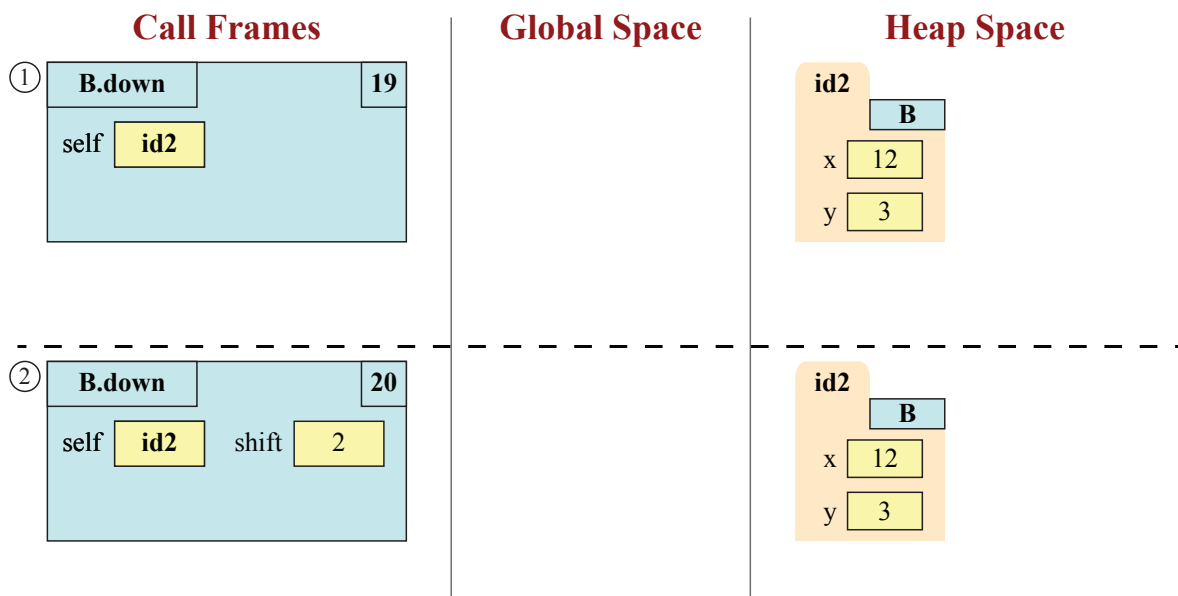 Call Frames Global Space Heap Space
1 B.down 19 id2
B
self id2 x 12
y 3
2 B.down 20 id2
B
self id2 shift 2 x 12
y 3